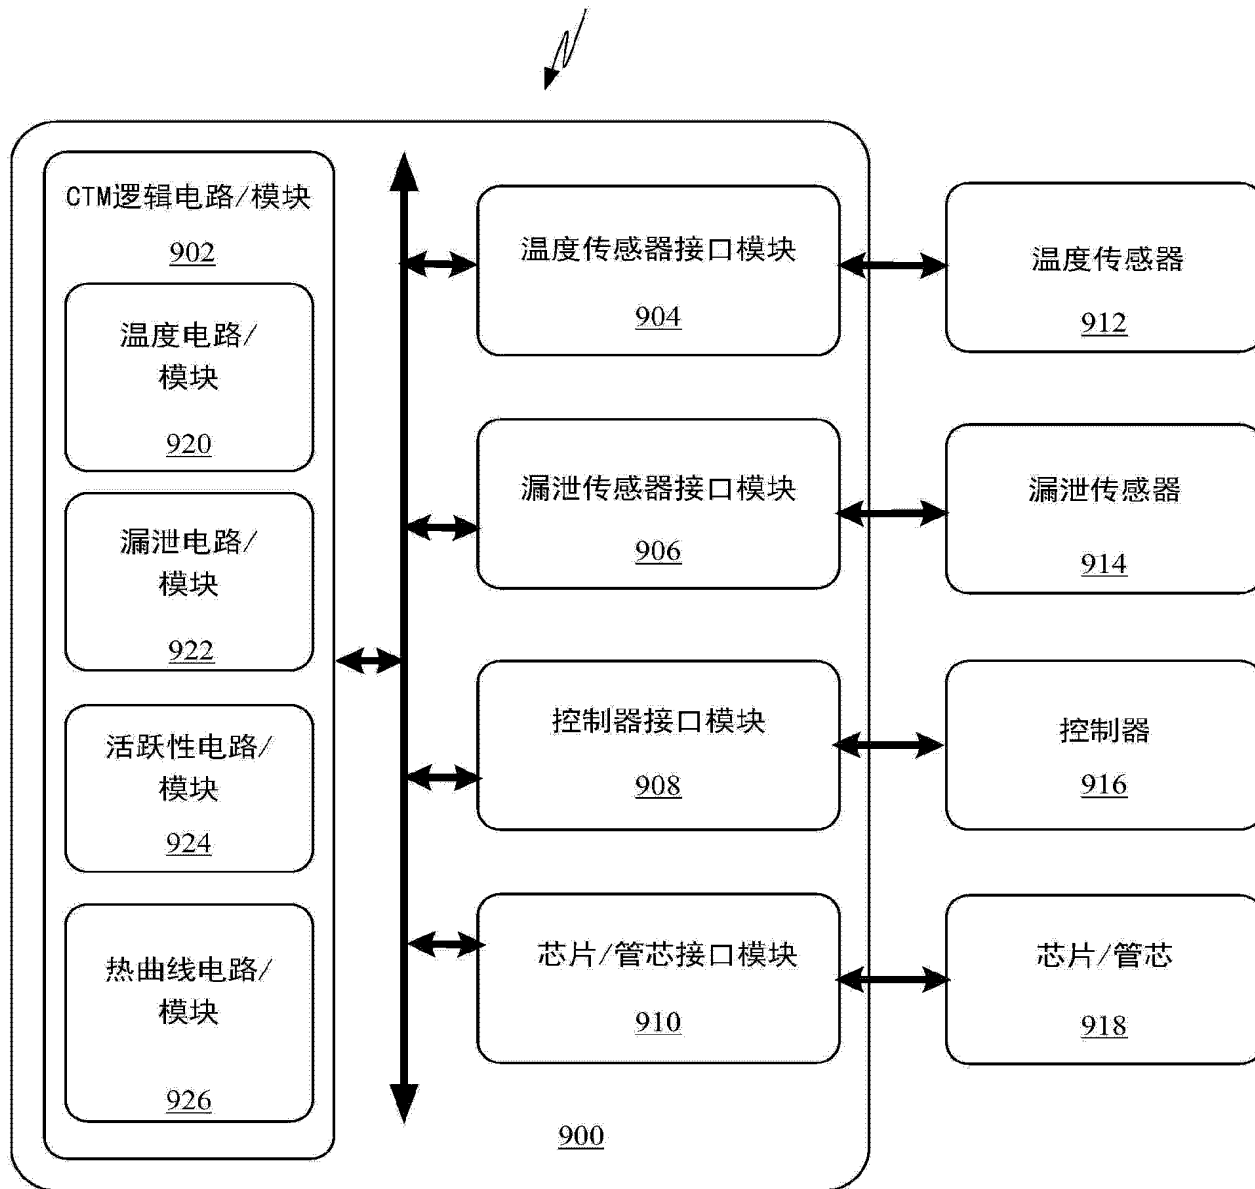 CTM逻辑电路/模块
902
温度电路/
模块
920
漏泄电路/
模块
922
活跃性电路/
模块
924
热曲线电路/
模块
926
温度传感器接口模块
904
漏泄传感器接口模块
906
控制器接口模块
908
芯片/管芯接口模块
910
900
温度传感器
912
漏泄传感器
914
控制器
916
芯片/管芯
918